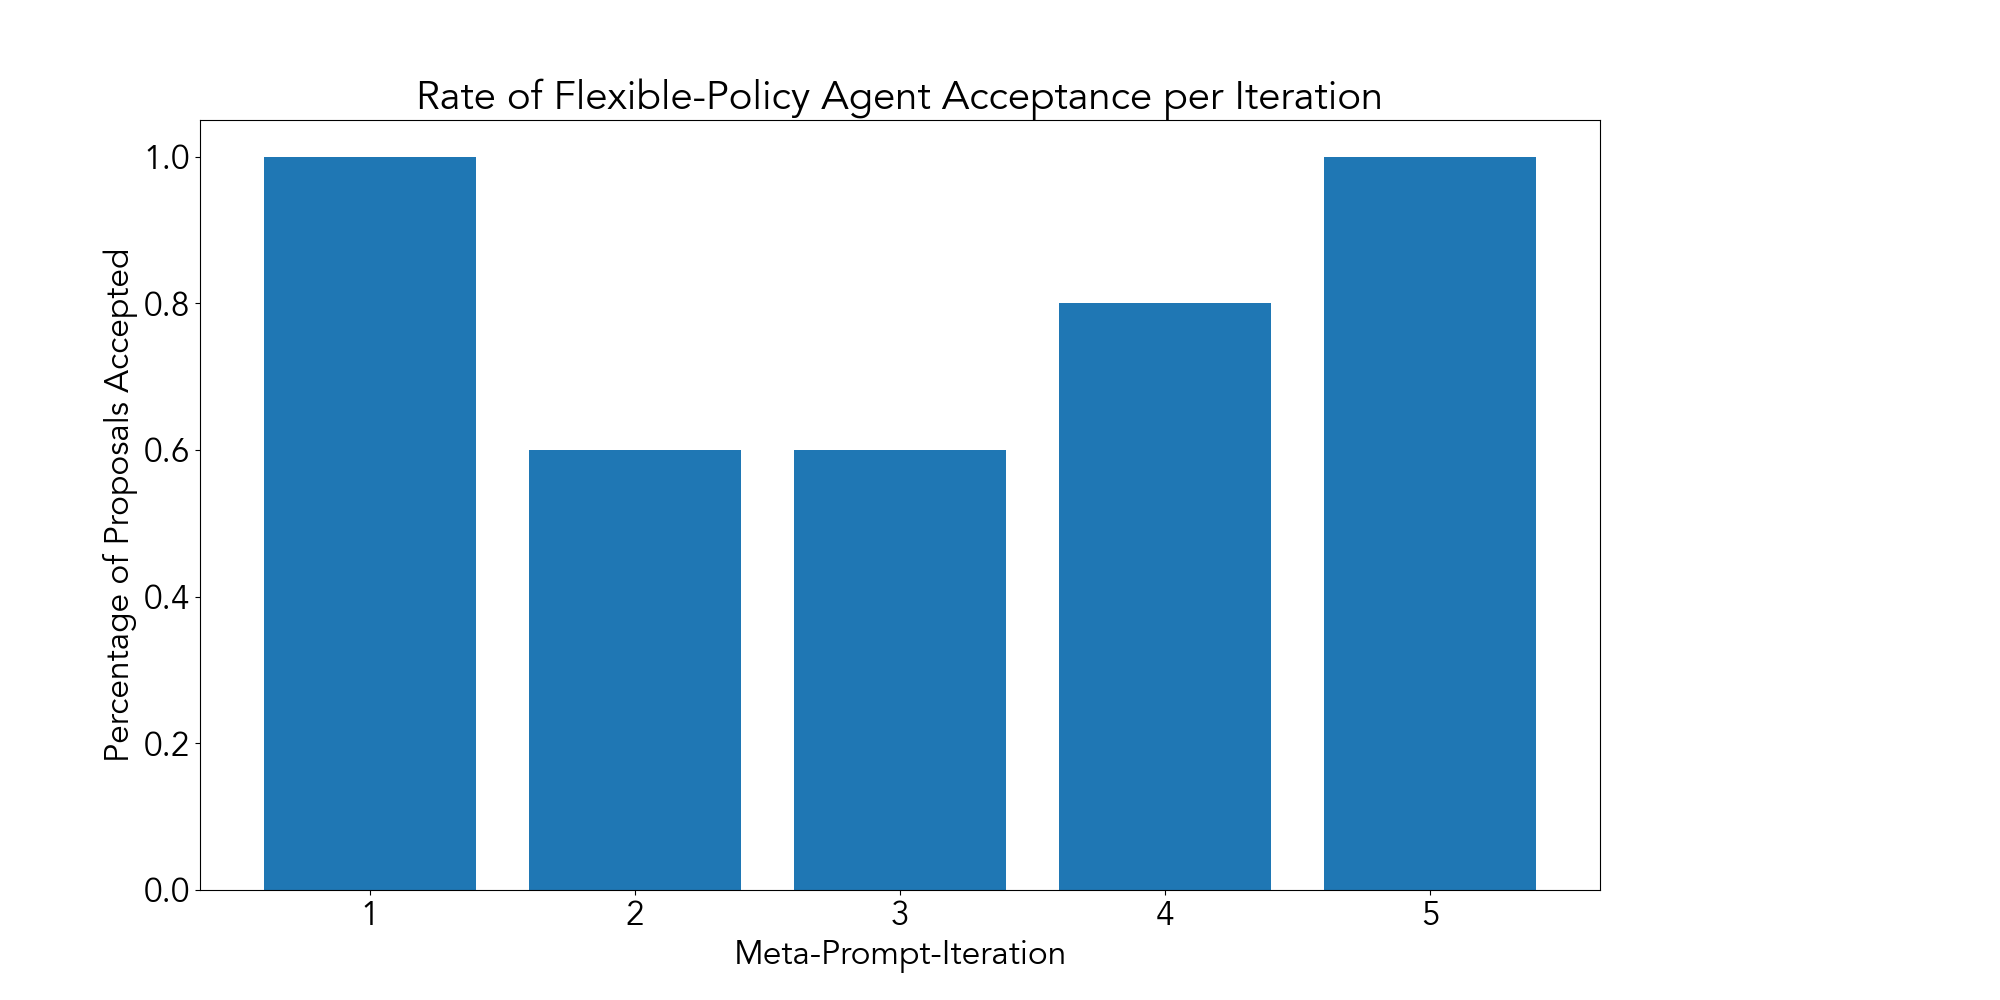 Rate of Flexible-Policy Agent Acceptance per Iteration
Percentage of Proposals Accepted
1.0
0.8
0.6
0.4
0.2
0.0
1 2 3 4 5
Meta-Prompt-Iteration